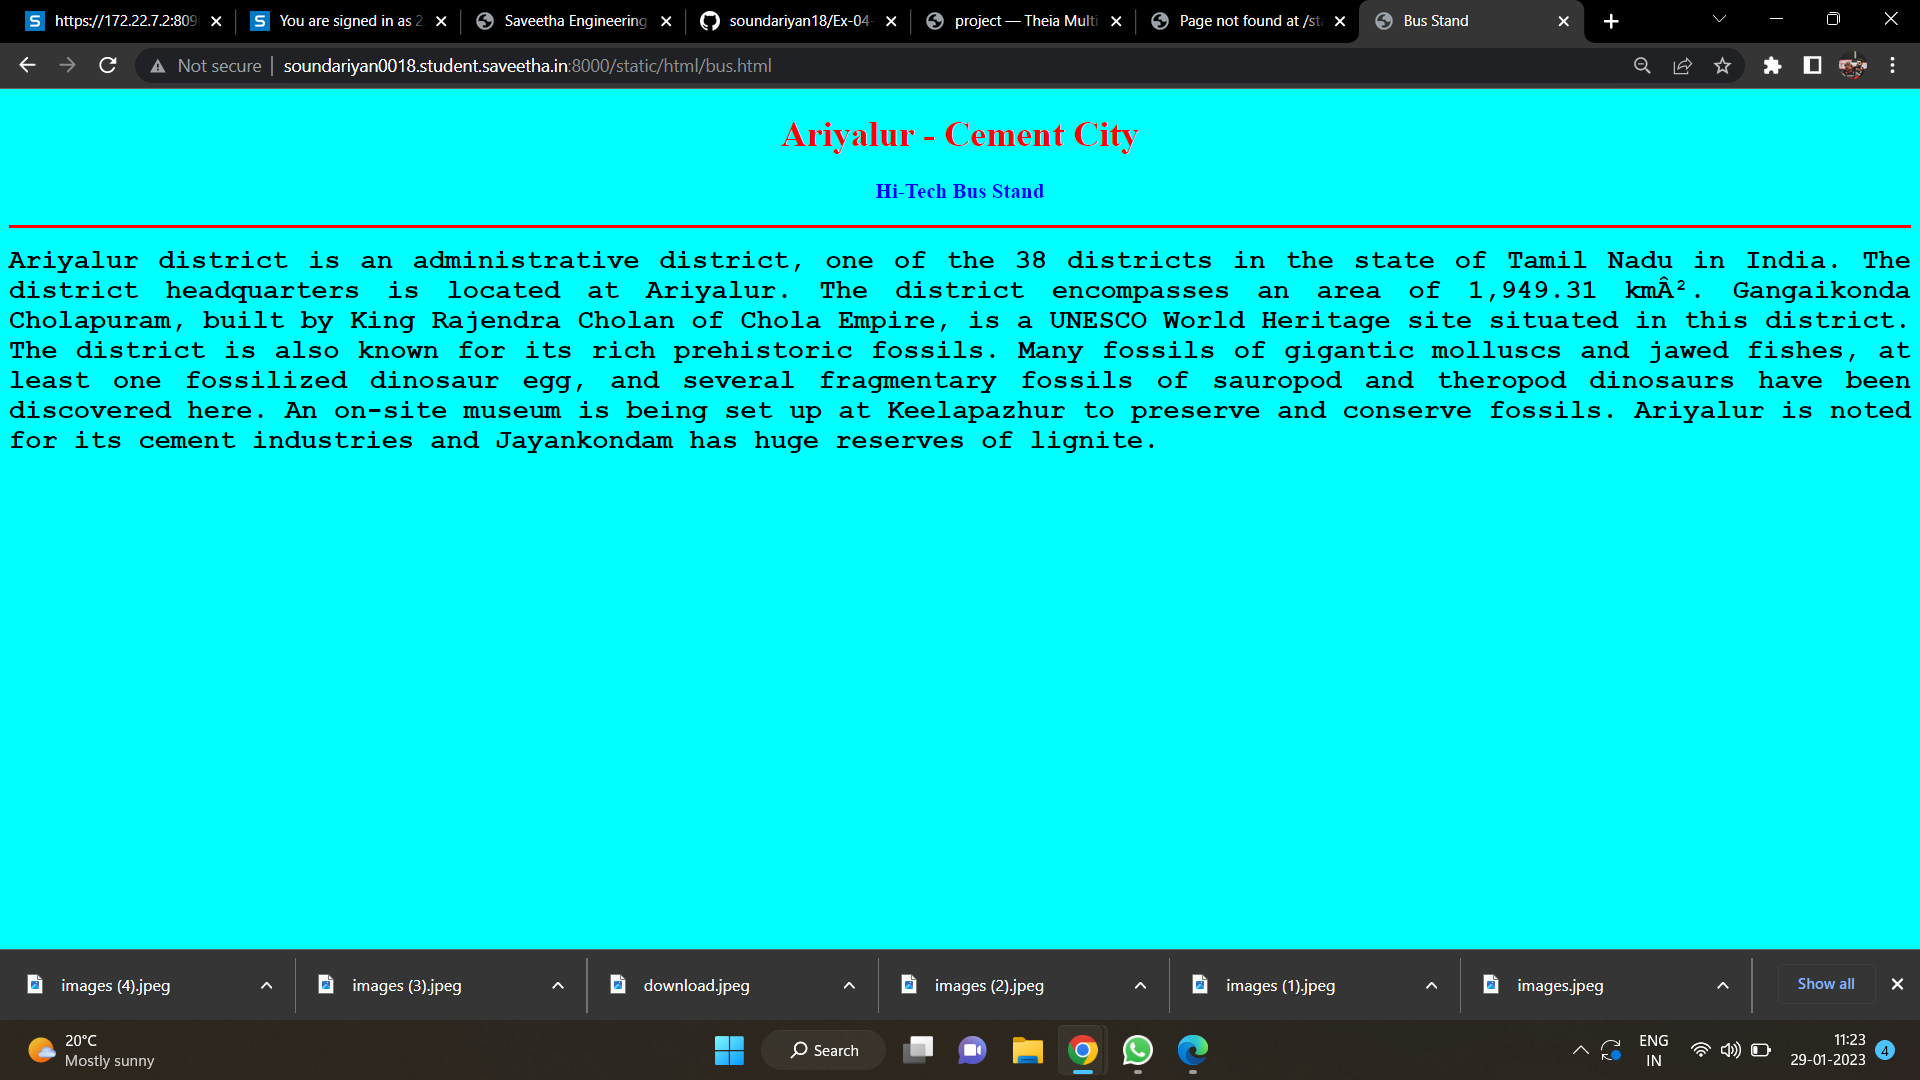 https://172.22.7.2:809
You are signed in as 2
Saveetha Engineering
soundariyan18/Ex-04-
project — Theia Multi
Page not found at /sta
Bus Stand
Not secure
soundariyan0018.student.saveetha.in:8000/static/html/bus.html
Ariyalur - Cement City
Hi-Tech Bus Stand
Ariyalur district is an administrative district, one of the 38 districts in the state of Tamil Nadu in India. The
district headquarters is located at Ariyalur. The district encompasses an area of 1,949.31 kmÂ². Gangaikonda
Cholapuram, built by King Rajendra Cholan of Chola Empire, is a UNESCO World Heritage site situated in this district.
The district is also known for its rich prehistoric fossils. Many fossils of gigantic molluscs and jawed fishes, at
least one fossilized dinosaur egg, and several fragmentary fossils of sauropod and theropod dinosaurs have been
discovered here. An on-site museum is being set up at Keelapazhur to preserve and conserve fossils. Ariyalur is noted
for its cement industries and Jayankondam has huge reserves of lignite.
images (4).jpeg
images (3).jpeg
download.jpeg
images (2).jpeg
images (1).jpeg
images.jpeg
Show all
20°C
Mostly sunny
Search
ENG
IN
11:23
29-01-2023
4